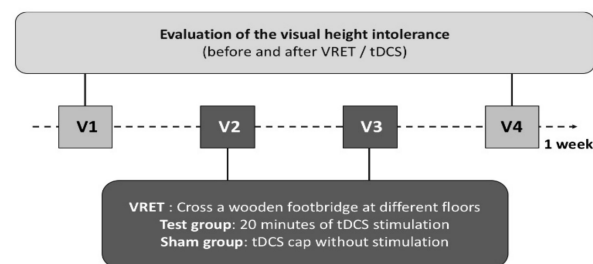 Evaluation of the visual height intolerance
(before and after VRET / tDCS)
V1 V2 V3 V4
1 week
VRET : Cross a wooden footbridge at different floors
Test group: 20 minutes of tDCS stimulation
Sham group: tDCS cap without stimulation